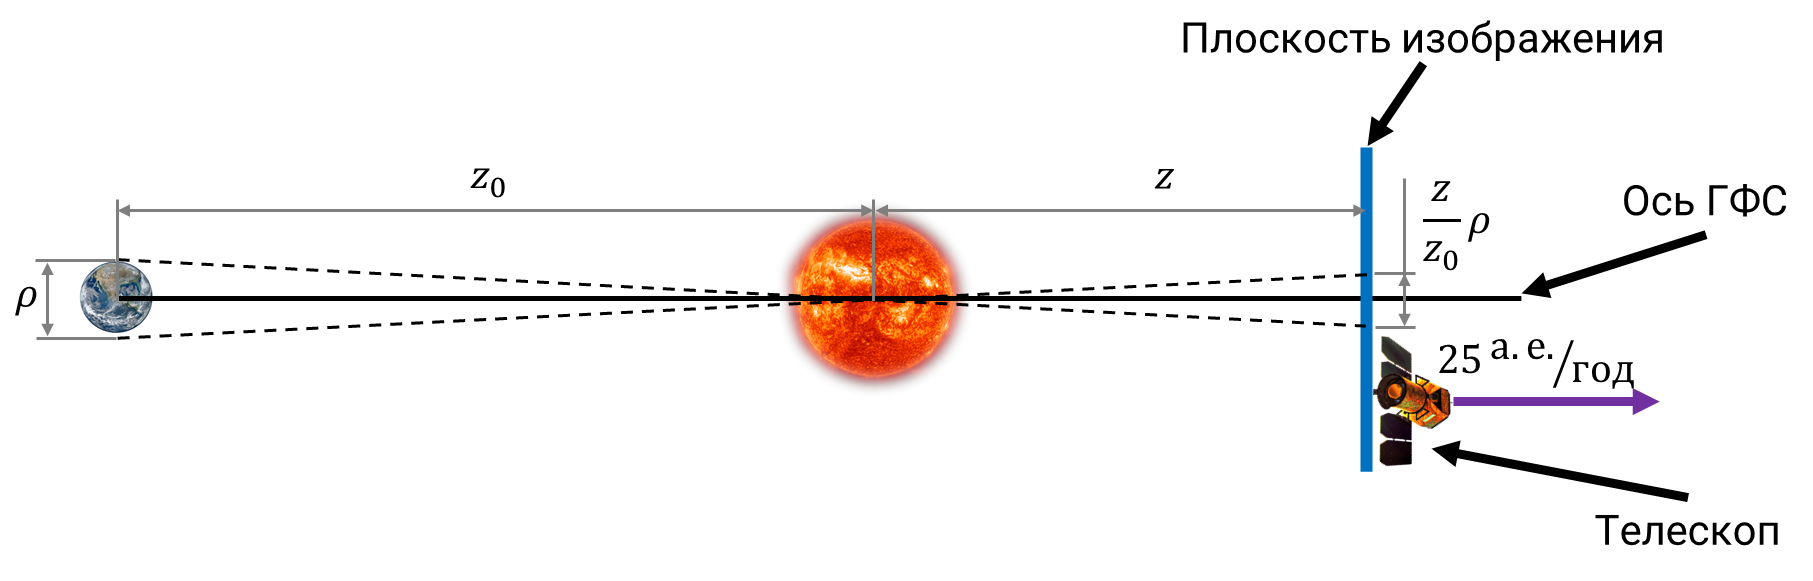 Плоскость изображения
z₀
z
z/z₀ ρ
Ось ГФС
ρ
25 а.е./год
Телескоп